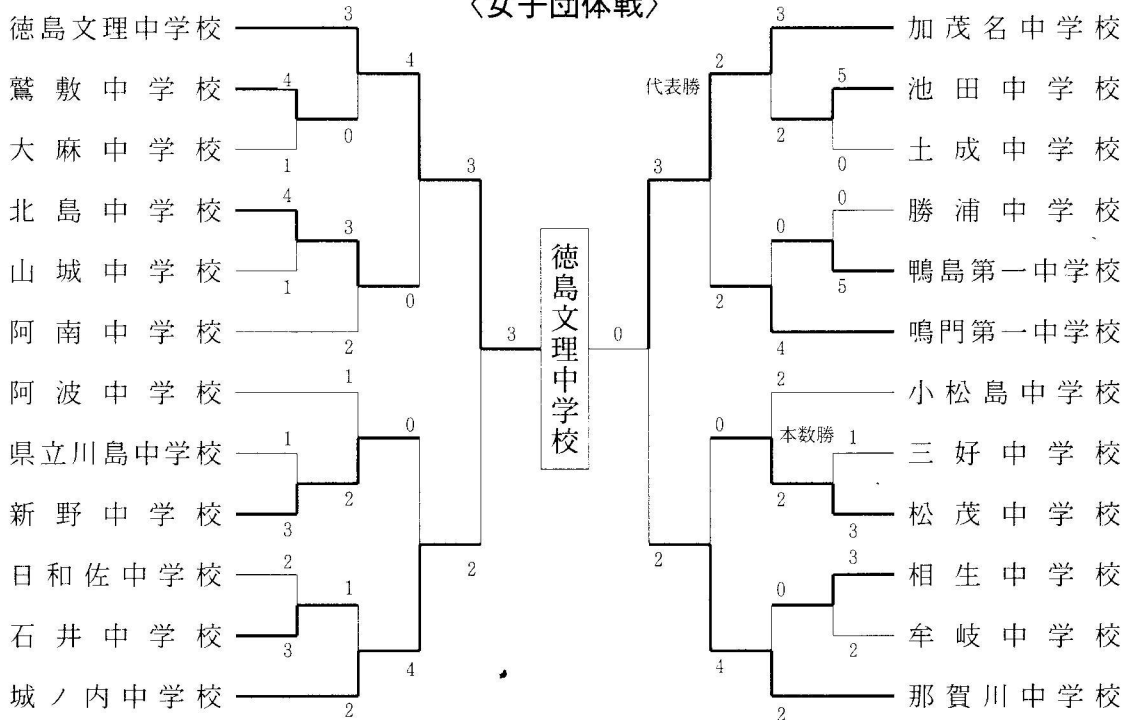 〈女子団体戦〉
徳島文理中学校
鷲敷中学校
大麻中学校
北島中学校
山城中学校
阿南中学校
阿波中学校
県立川島中学校
新野中学校
日和佐中学校
石井中学校
城ノ内中学校
3
4
1
0
4
4
1
3
2
0
3
1
1
3
2
0
2
3
1
2
4
2
3
徳島文理中学校
0
3
2
代表勝
3
2
5
0
2
0
0
5
4
2
0
2
本数勝
1
3
2
4
0
3
2
2
加茂名中学校
池田中学校
土成中学校
勝浦中学校
鴨島第一中学校
鳴門第一中学校
小松島中学校
三好中学校
松茂中学校
相生中学校
牟岐中学校
那賀川中学校